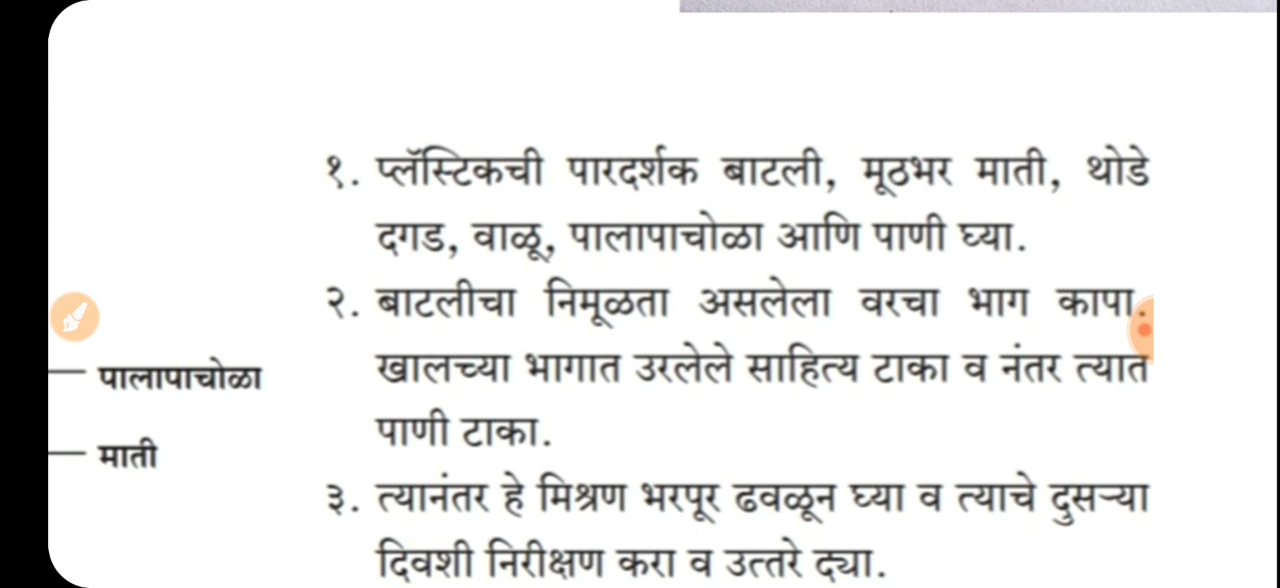 १. प्लॅस्टिकची पारदर्शक बाटली, मूठभर माती, थोडे
दगड, वाळू, पालापाचोळा आणि पाणी घ्या.
२. बाटलीचा निमूळता असलेला वरचा भाग कापा.
खालच्या भागात उरलेले साहित्य टाका व नंतर त्यात
पाणी टाका.
३. त्यानंतर हे मिश्रण भरपूर ढवळून घ्या व त्याचे दुसऱ्या
दिवशी निरीक्षण करा व उत्तरे द्या.
पालापाचोळा
माती